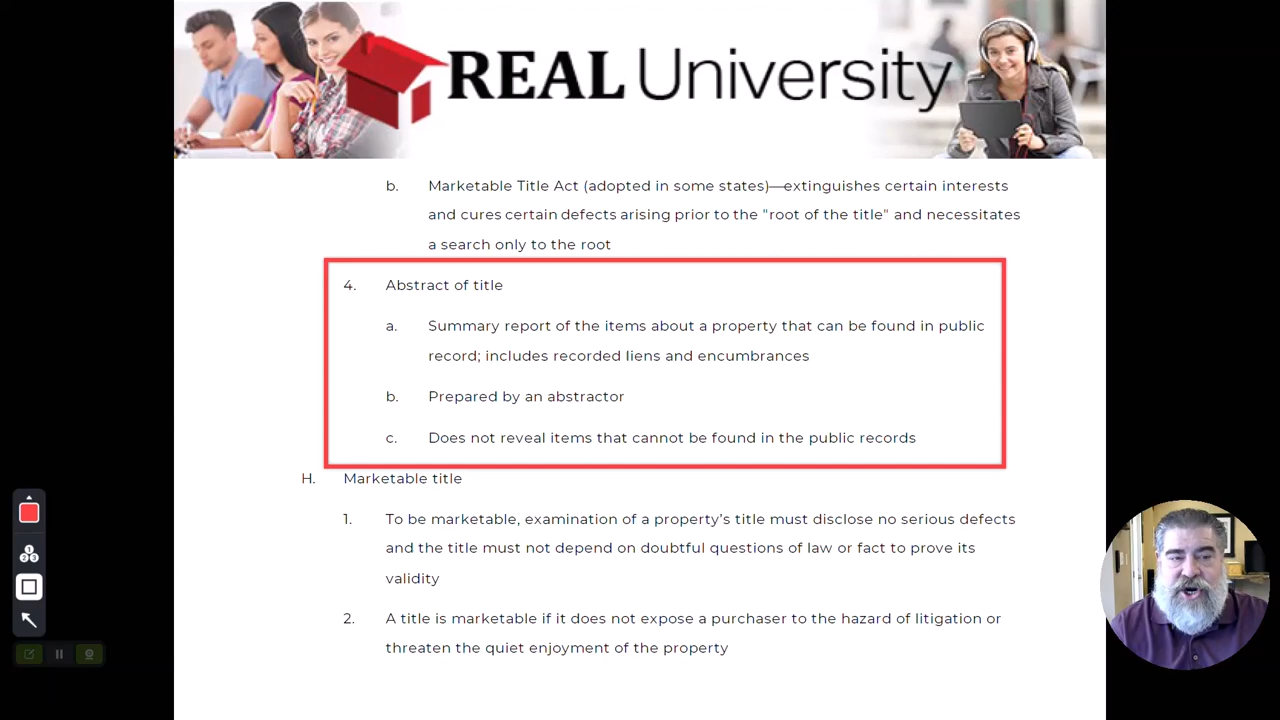 REAL University
b. Marketable Title Act (adopted in some states)—extinguishes certain interests
and cures certain defects arising prior to the "root of the title" and necessitates
a search only to the root
4. Abstract of title
a. Summary report of the items about a property that can be found in public
record; includes recorded liens and encumbrances
b. Prepared by an abstractor
c. Does not reveal items that cannot be found in the public records
H. Marketable title
1. To be marketable, examination of a property’s title must disclose no serious defects
and the title must not depend on doubtful questions of law or fact to prove its
validity
2. A title is marketable if it does not expose a purchaser to the hazard of litigation or
threaten the quiet enjoyment of the property